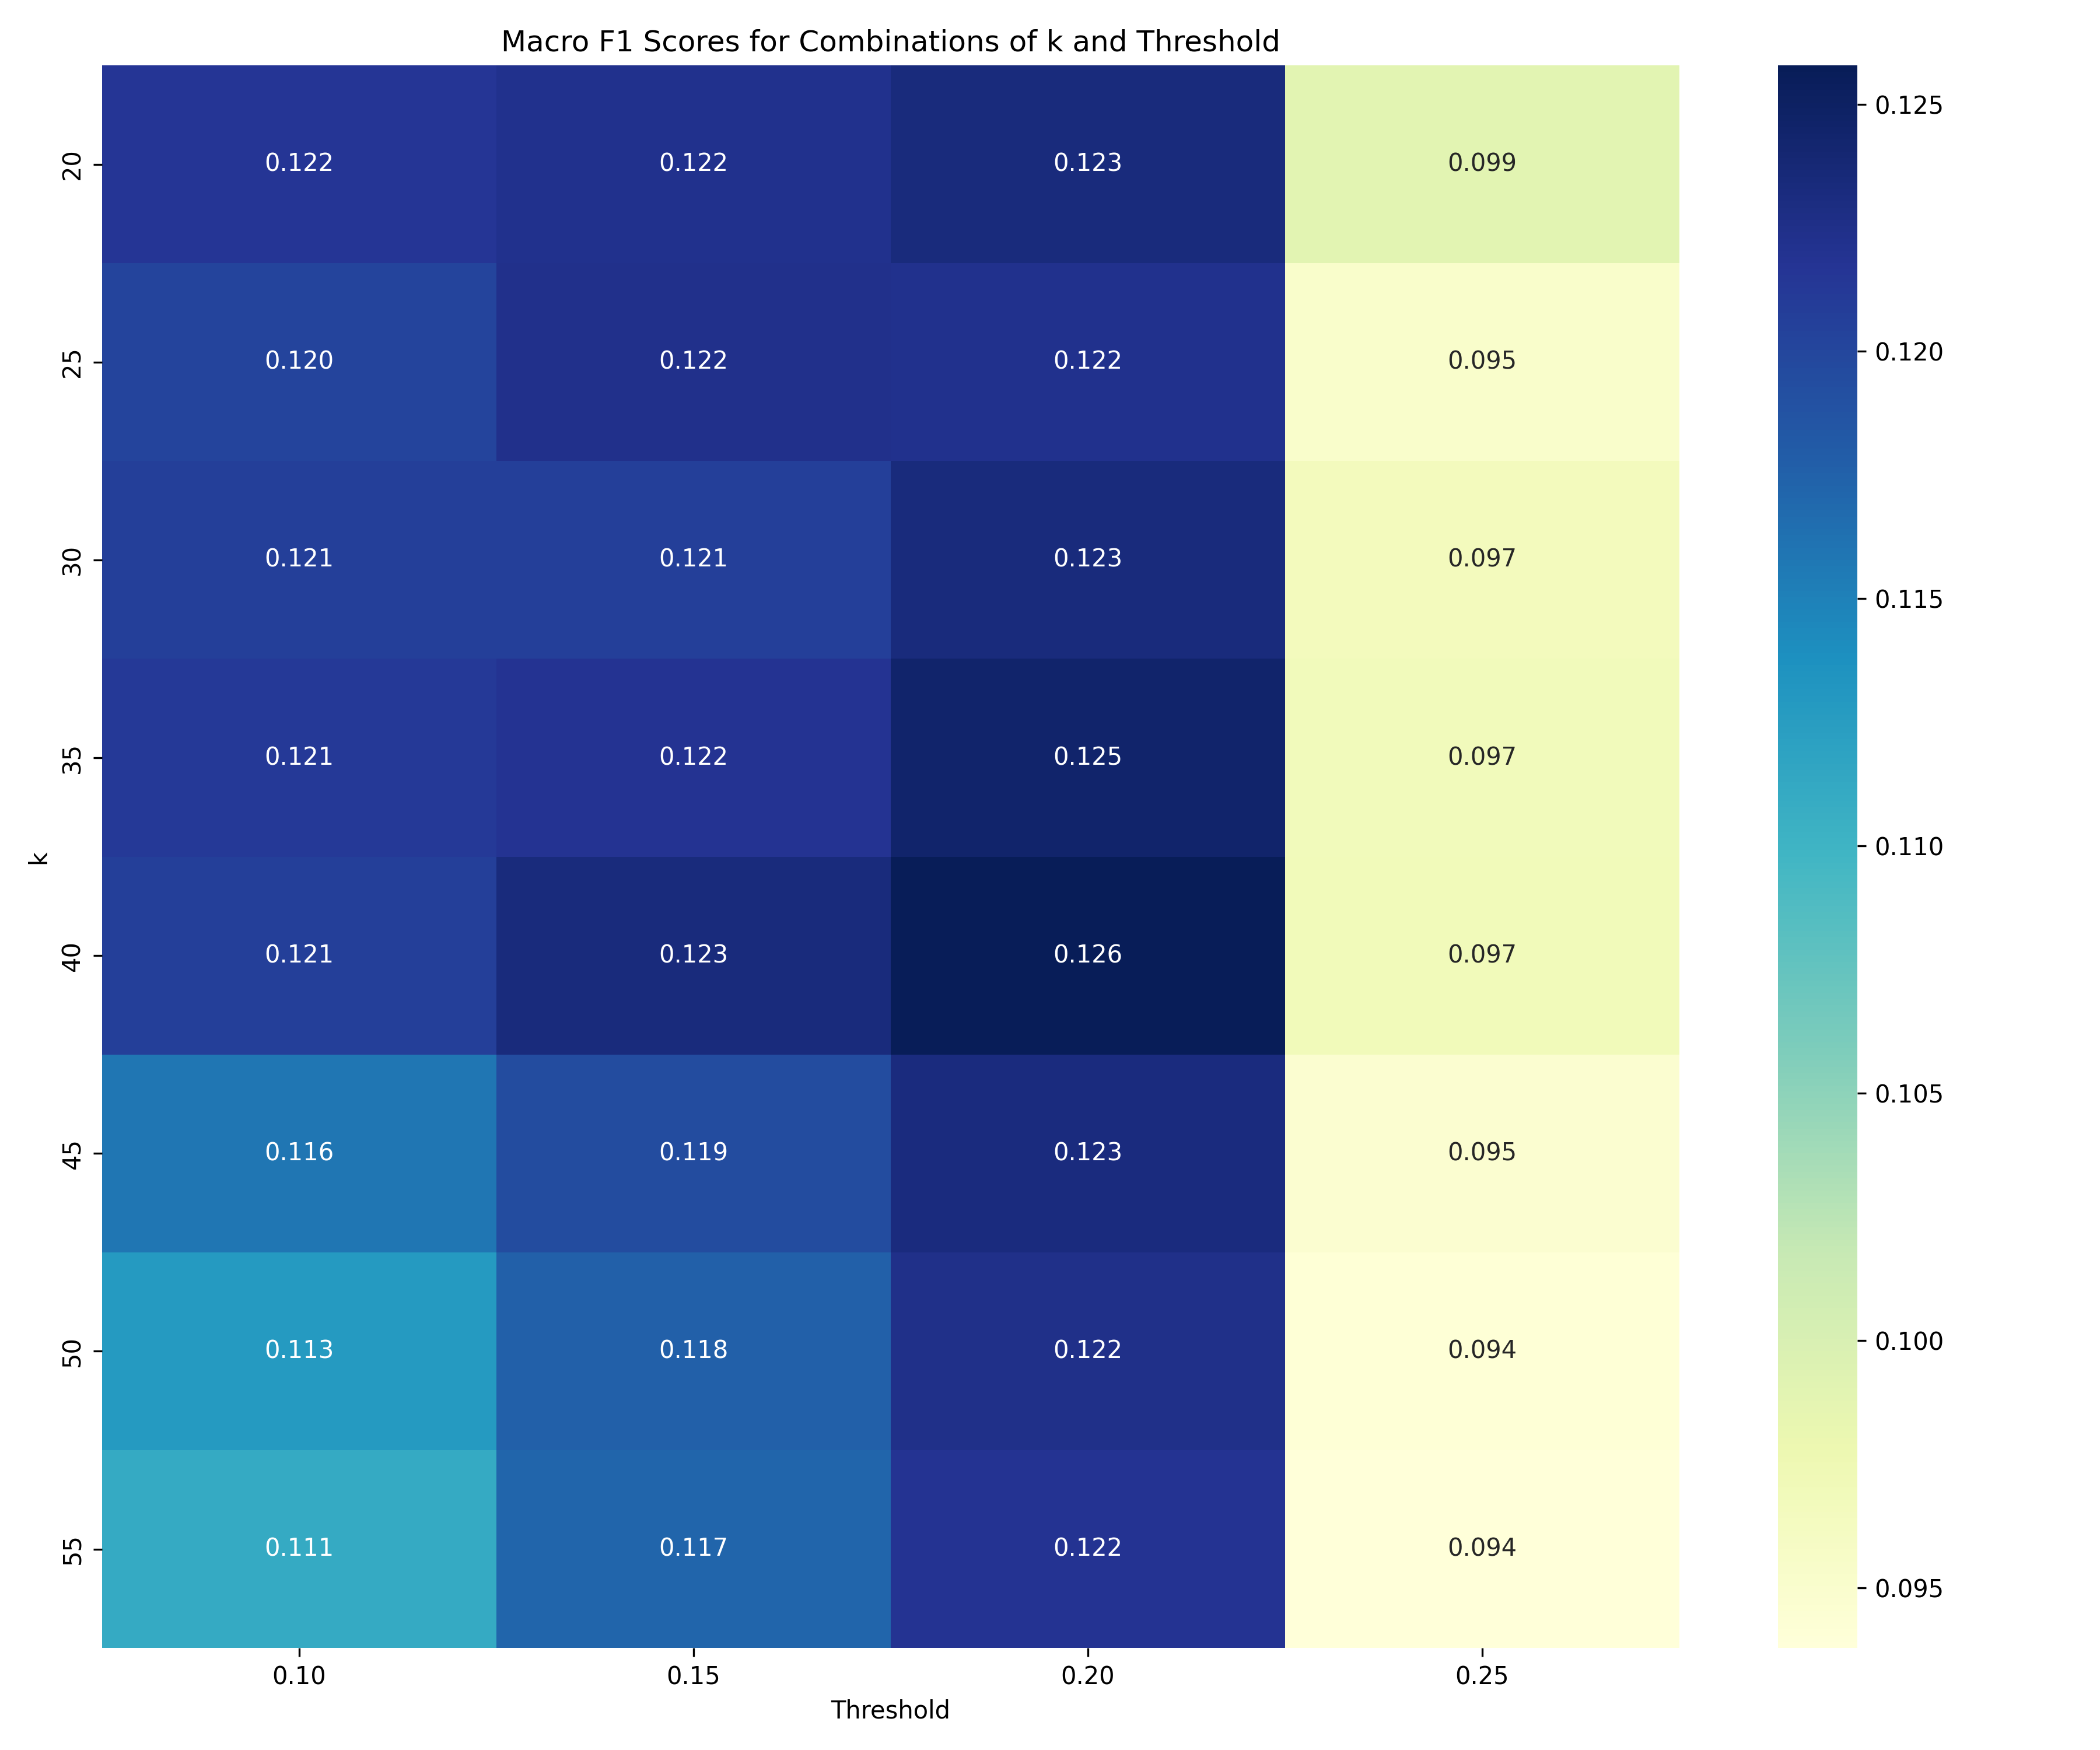 Macro F1 Scores for Combinations of k and Threshold
20 0.122 0.122 0.123 0.099
25 0.120 0.122 0.122 0.095
30 0.121 0.121 0.123 0.097
35 0.121 0.122 0.125 0.097
k
40 0.121 0.123 0.126 0.097
45 0.116 0.119 0.123 0.095
50 0.113 0.118 0.122 0.094
55 0.111 0.117 0.122 0.094
0.10 0.15 0.20 0.25
Threshold
0.125
0.120
0.115
0.110
0.105
0.100
0.095